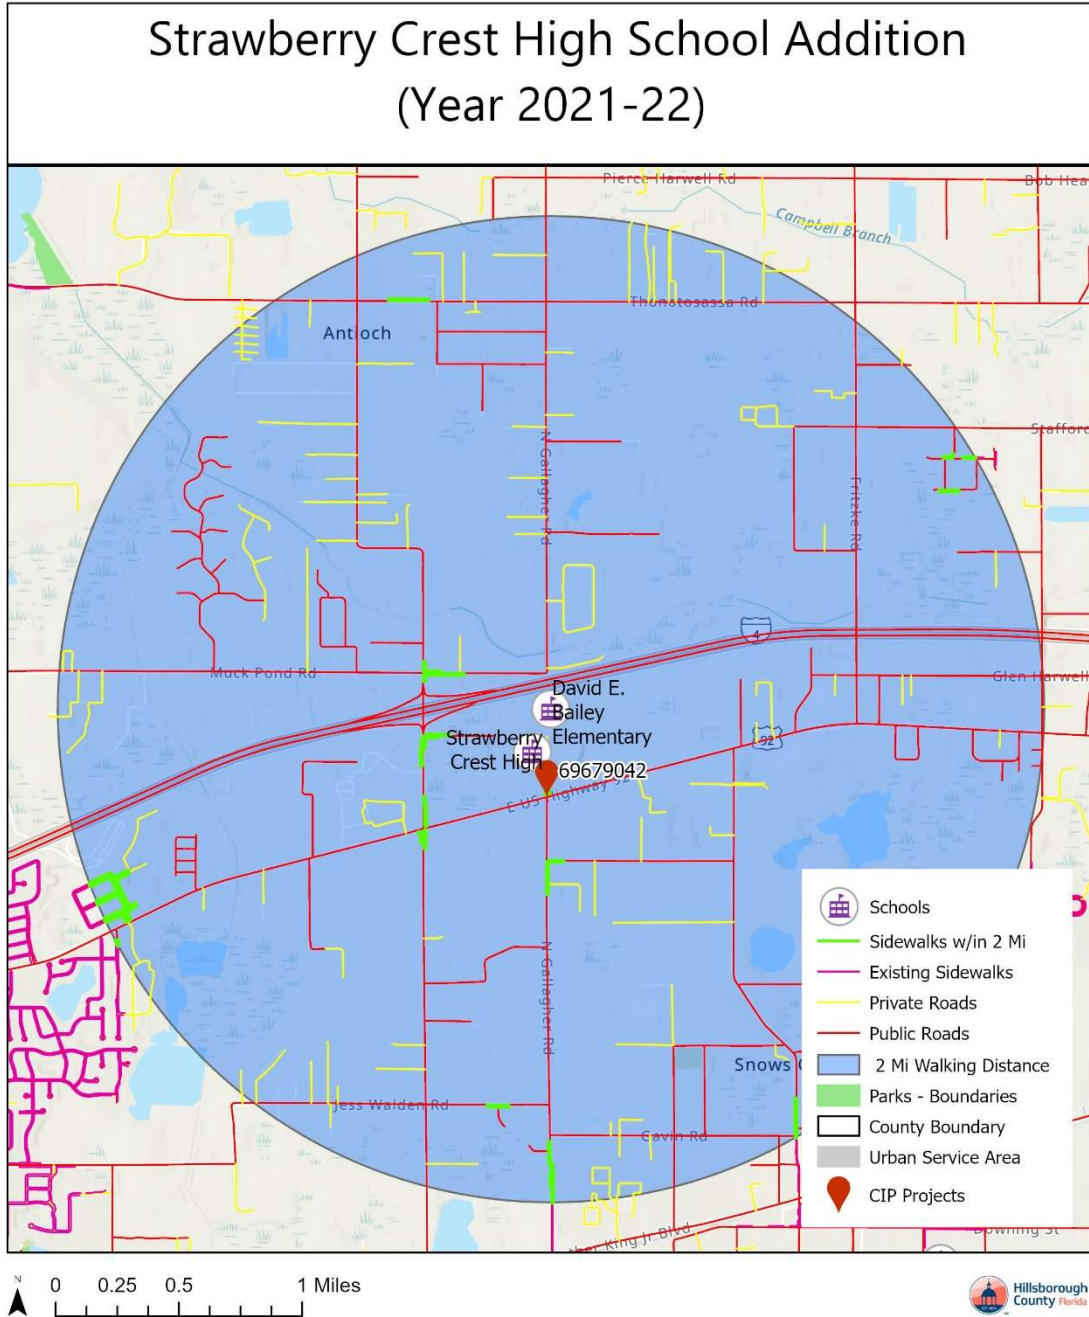 Strawberry Crest High School Addition
(Year 2021-22)
Pierce Harwell Rd
Bob Hea
Campbell Branch
Thonotosassa Rd
Antioch
Stafford
N Gallagher Rd
Fritzke Rd
4
Muck Pond Rd
Glen Harwell
David E.
Bailey
Elementary
92
Strawberry
Crest High
69679042
E US Highway 92
N Gallagher Rd
Snows
Jess Walden Rd
Gavin Rd
ther King Jr Blvd
Downing St
Schools
Sidewalks w/in 2 Mi
Existing Sidewalks
Private Roads
Public Roads
2 Mi Walking Distance
Parks - Boundaries
County Boundary
Urban Service Area
CIP Projects
N
0 0.25 0.5 1 Miles
Hillsborough
County Florida